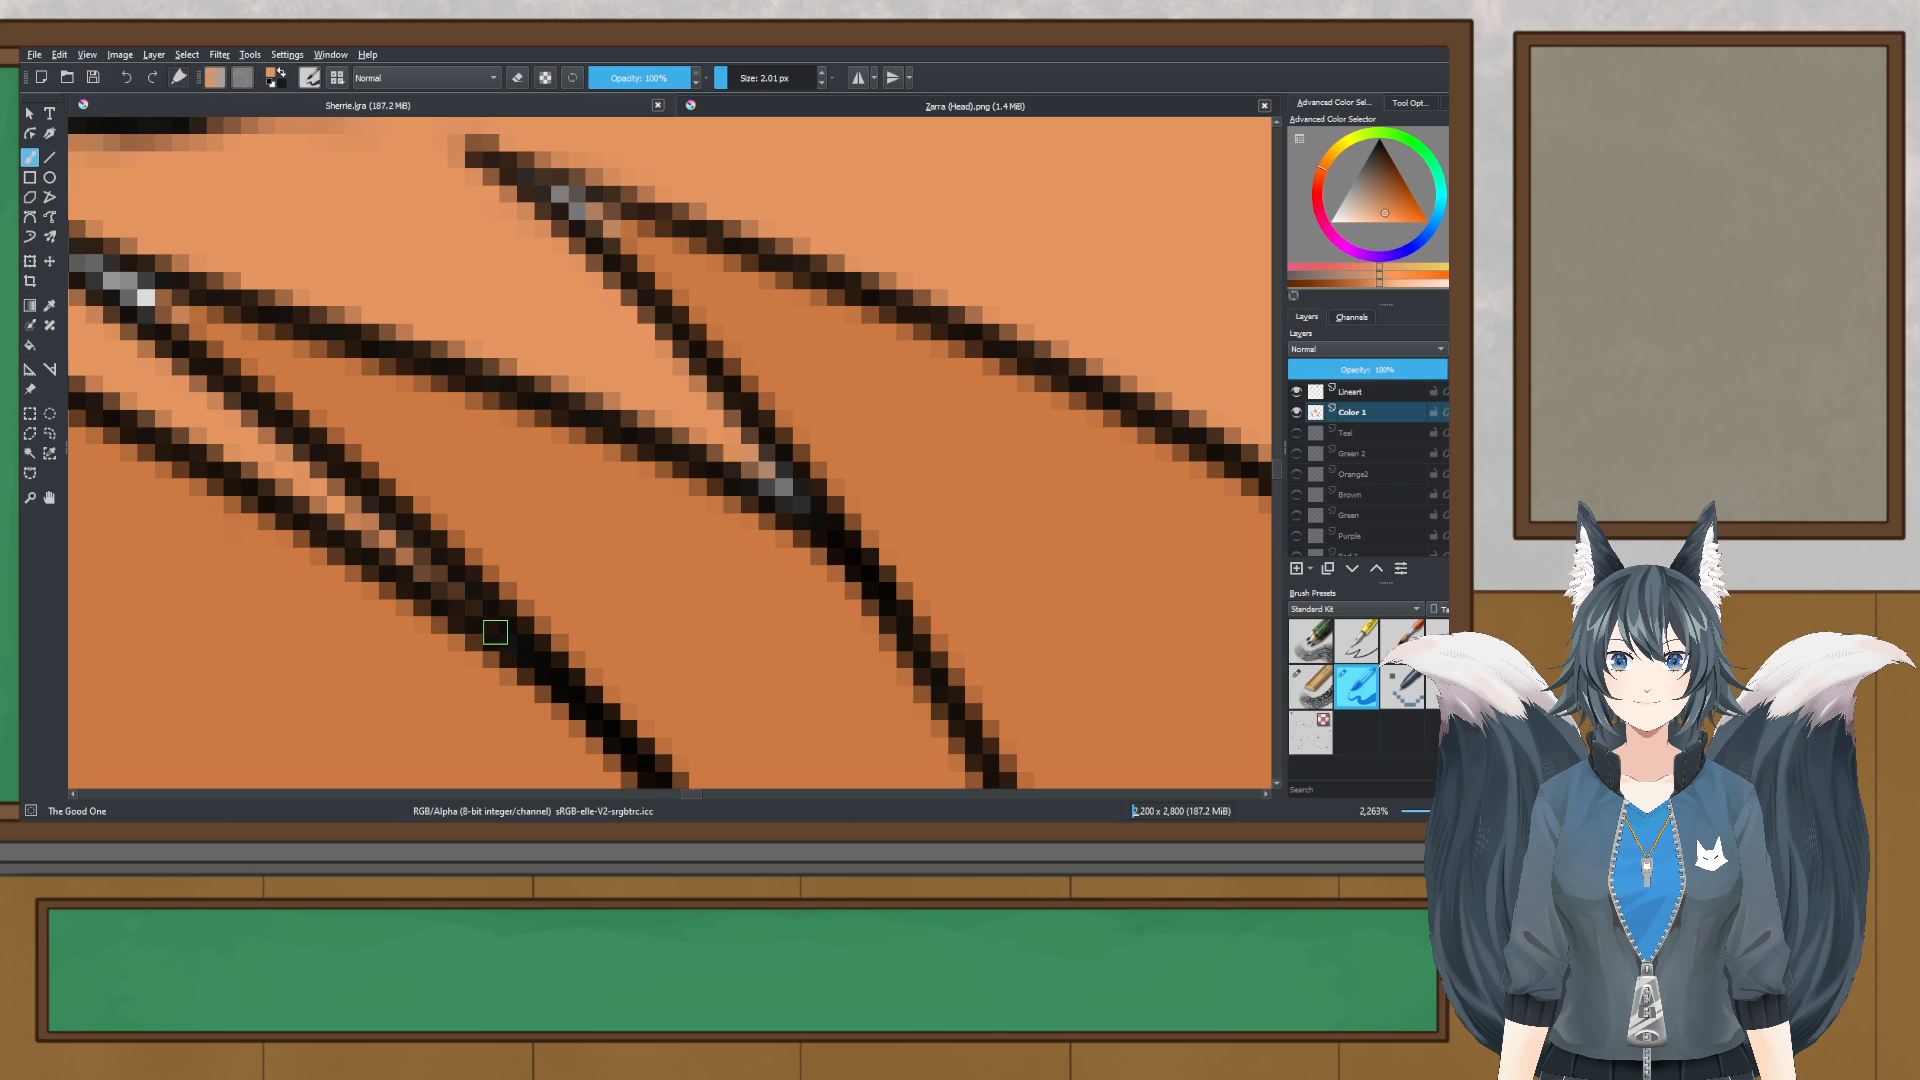 File Edit View Image Layer Select Filter Tools Settings Window Help
Normal Opacity: 100% Size: 2.01 px
Sherrie.kra (187.2 MiB) Zarra (Head).png (1.4 MiB)
Advanced Color Sel... Tool Opt...
Advanced Color Selector
Layers Channels
Layers
Normal
Opacity: 100%
Lineart
Color 1
Teal
Green 2
Orange2
Brown
Green
Purple
Brush Presets
Standard Kit Ta
Search
The Good One RGB/Alpha (8-bit integer/channel) sRGB-elle-V2-srgbtrc.icc 2,200 x 2,800 (187.2 MiB) 2,263%